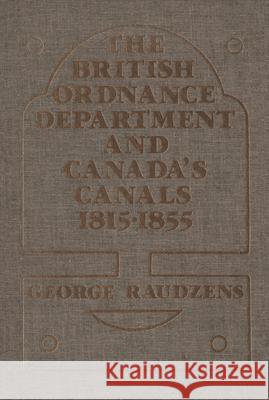 THE
BRITISH
ORDNANCE
DEPARTMENT
AND
CANADA'S
CANALS
1815-1855
GEORGE RAUDZENS